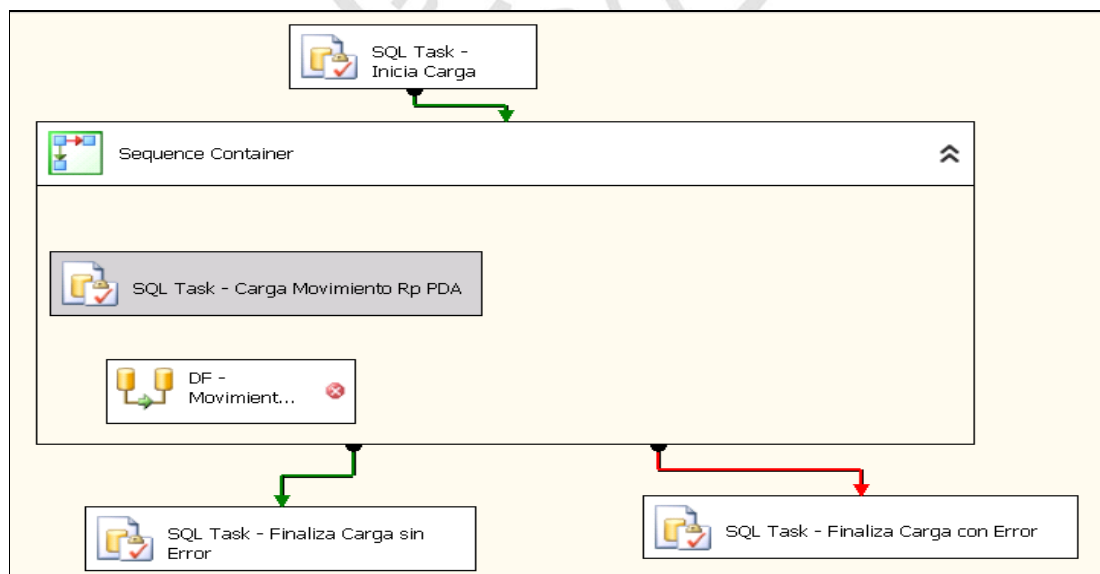 SQL Task -
Inicia Carga
Sequence Container
SQL Task - Carga Movimiento Rp PDA
DF -
Movimient...
SQL Task - Finaliza Carga sin
Error
SQL Task - Finaliza Carga con Error